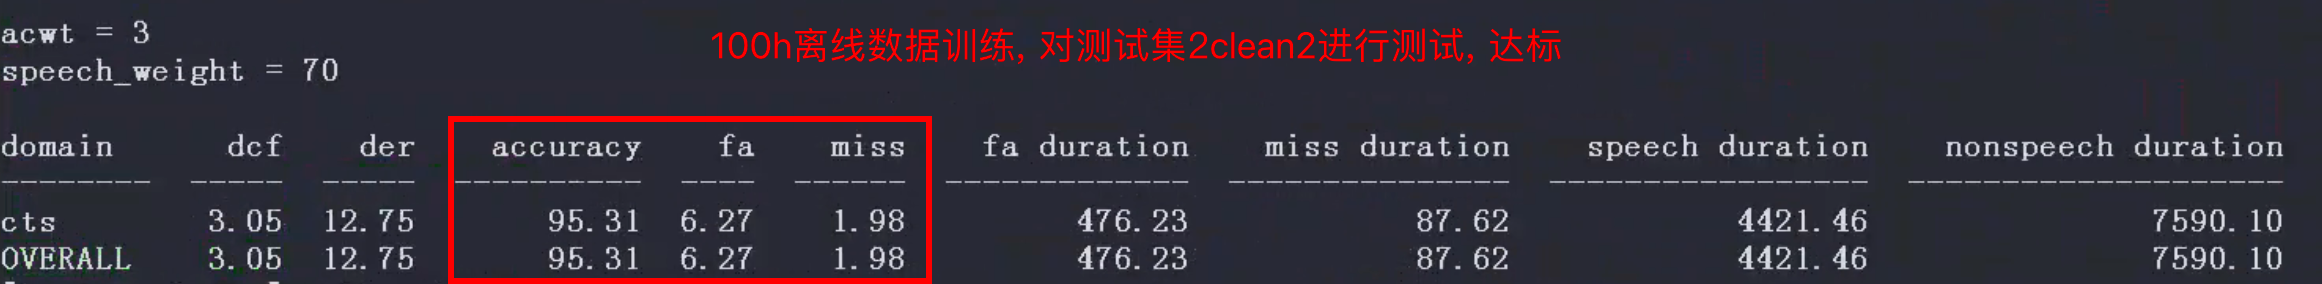 acwt = 3
100h离线数据训练, 对测试集2clean2进行测试, 达标
speech_weight = 70
domain dcf der accuracy fa miss fa duration miss duration speech duration nonspeech duration
-------- ----- ----- ---------- ---- ------ ------------- --------------- ----------------- --------------------
cts 3.05 12.75 95.31 6.27 1.98 476.23 87.62 4421.46 7590.10
OVERALL 3.05 12.75 95.31 6.27 1.98 476.23 87.62 4421.46 7590.10